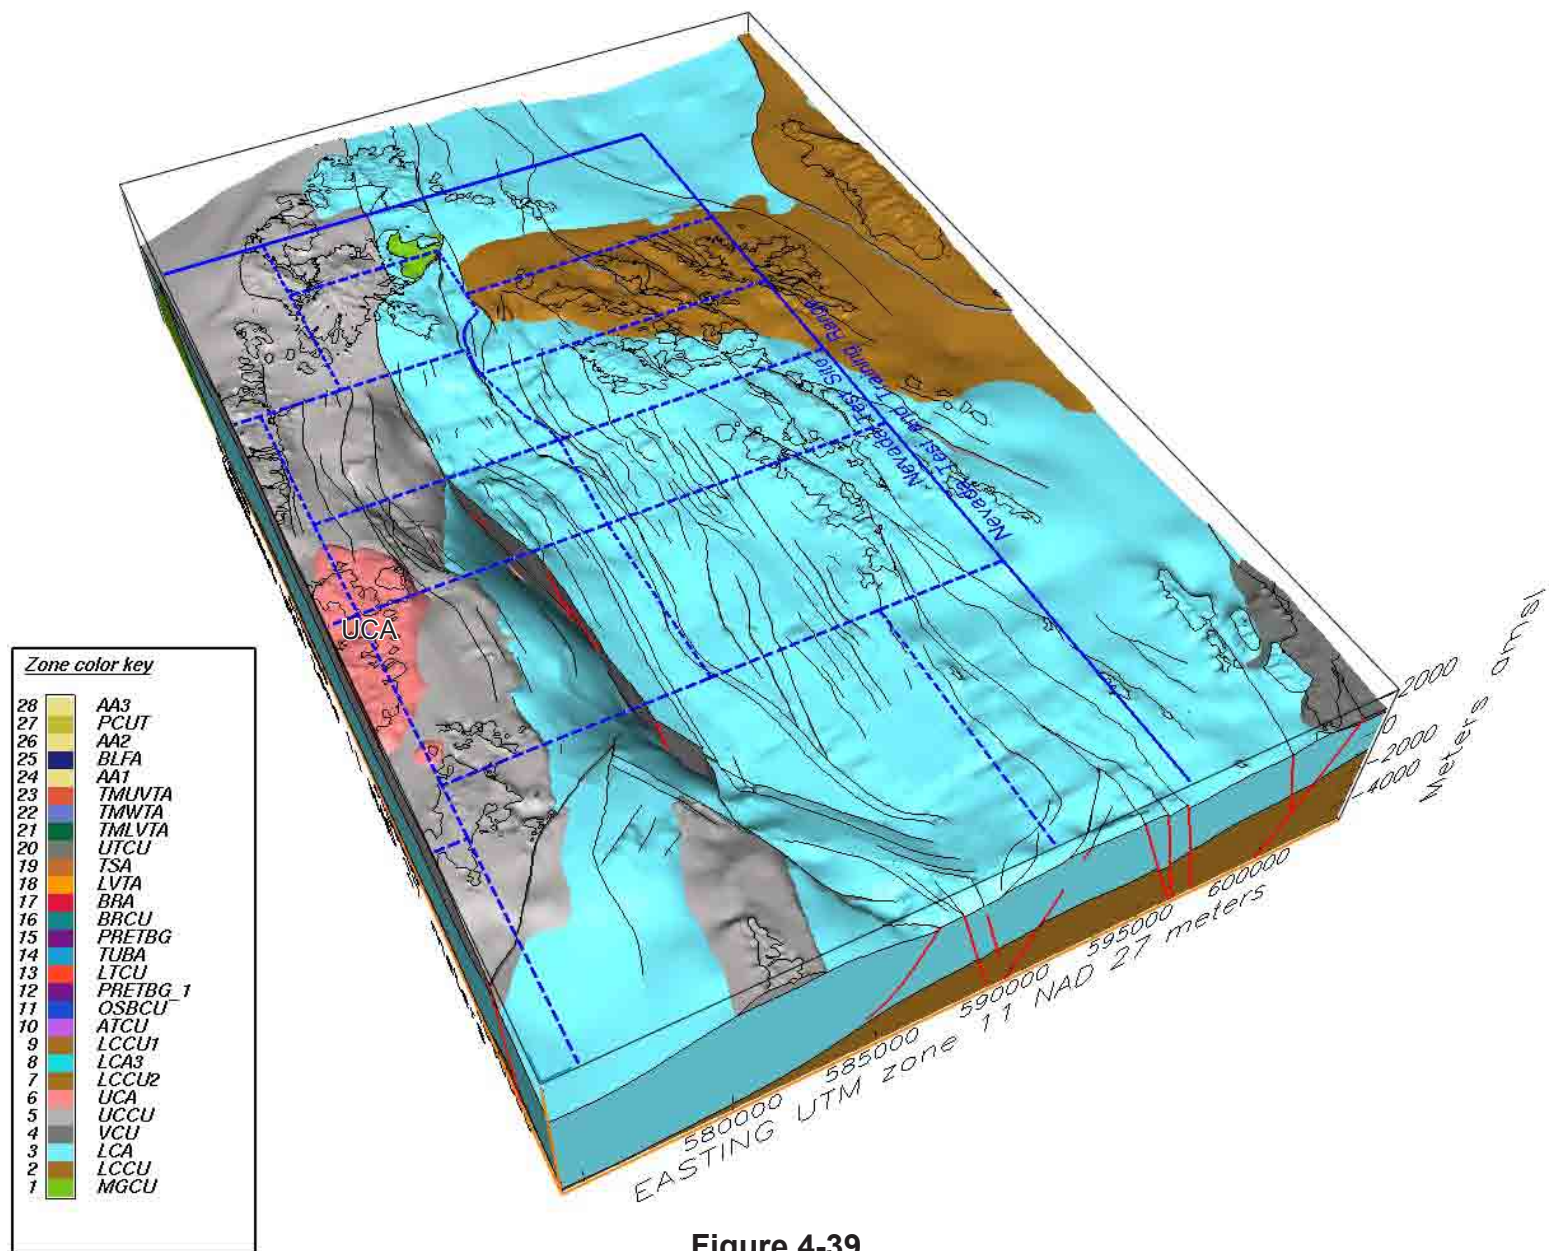 Nevada Test Site
Nevada Test and Training Range
UCA
Zone color key
28 AA3
27 PCUT
26 AA2
25 BLFA
24 AA1
23 TMUVTA
22 TMWTA
21 TMLVTA
20 UTCU
19 TSA
18 LVTA
17 BRA
16 BRCU
15 PRETBG
14 TUBA
13 LTCU
12 PRETBG_1
11 OSBCU
10 ATCU
9 LCCU1
8 LCA3
7 LCCU2
6 UCA
5 UCCU
4 VCU
3 LCA
2 LCCU
1 MGCU
2000
0
-2000
-4000
Meters amsl
580000
585000
590000
595000
600000
EASTING UTM zone 11 NAD 27 meters
Figure 4-39